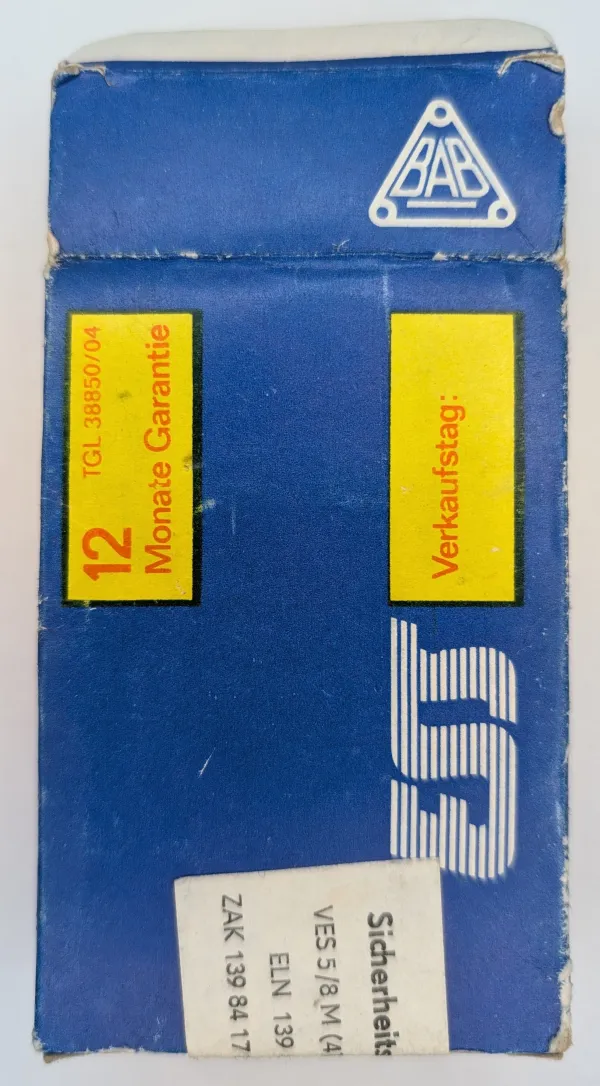 BAB
12 TGL 38850/04
Monate Garantie
Verkaufstag:
Sicherheits
VES 5/8 M (4
ELN 139
ZAK 139 84 17